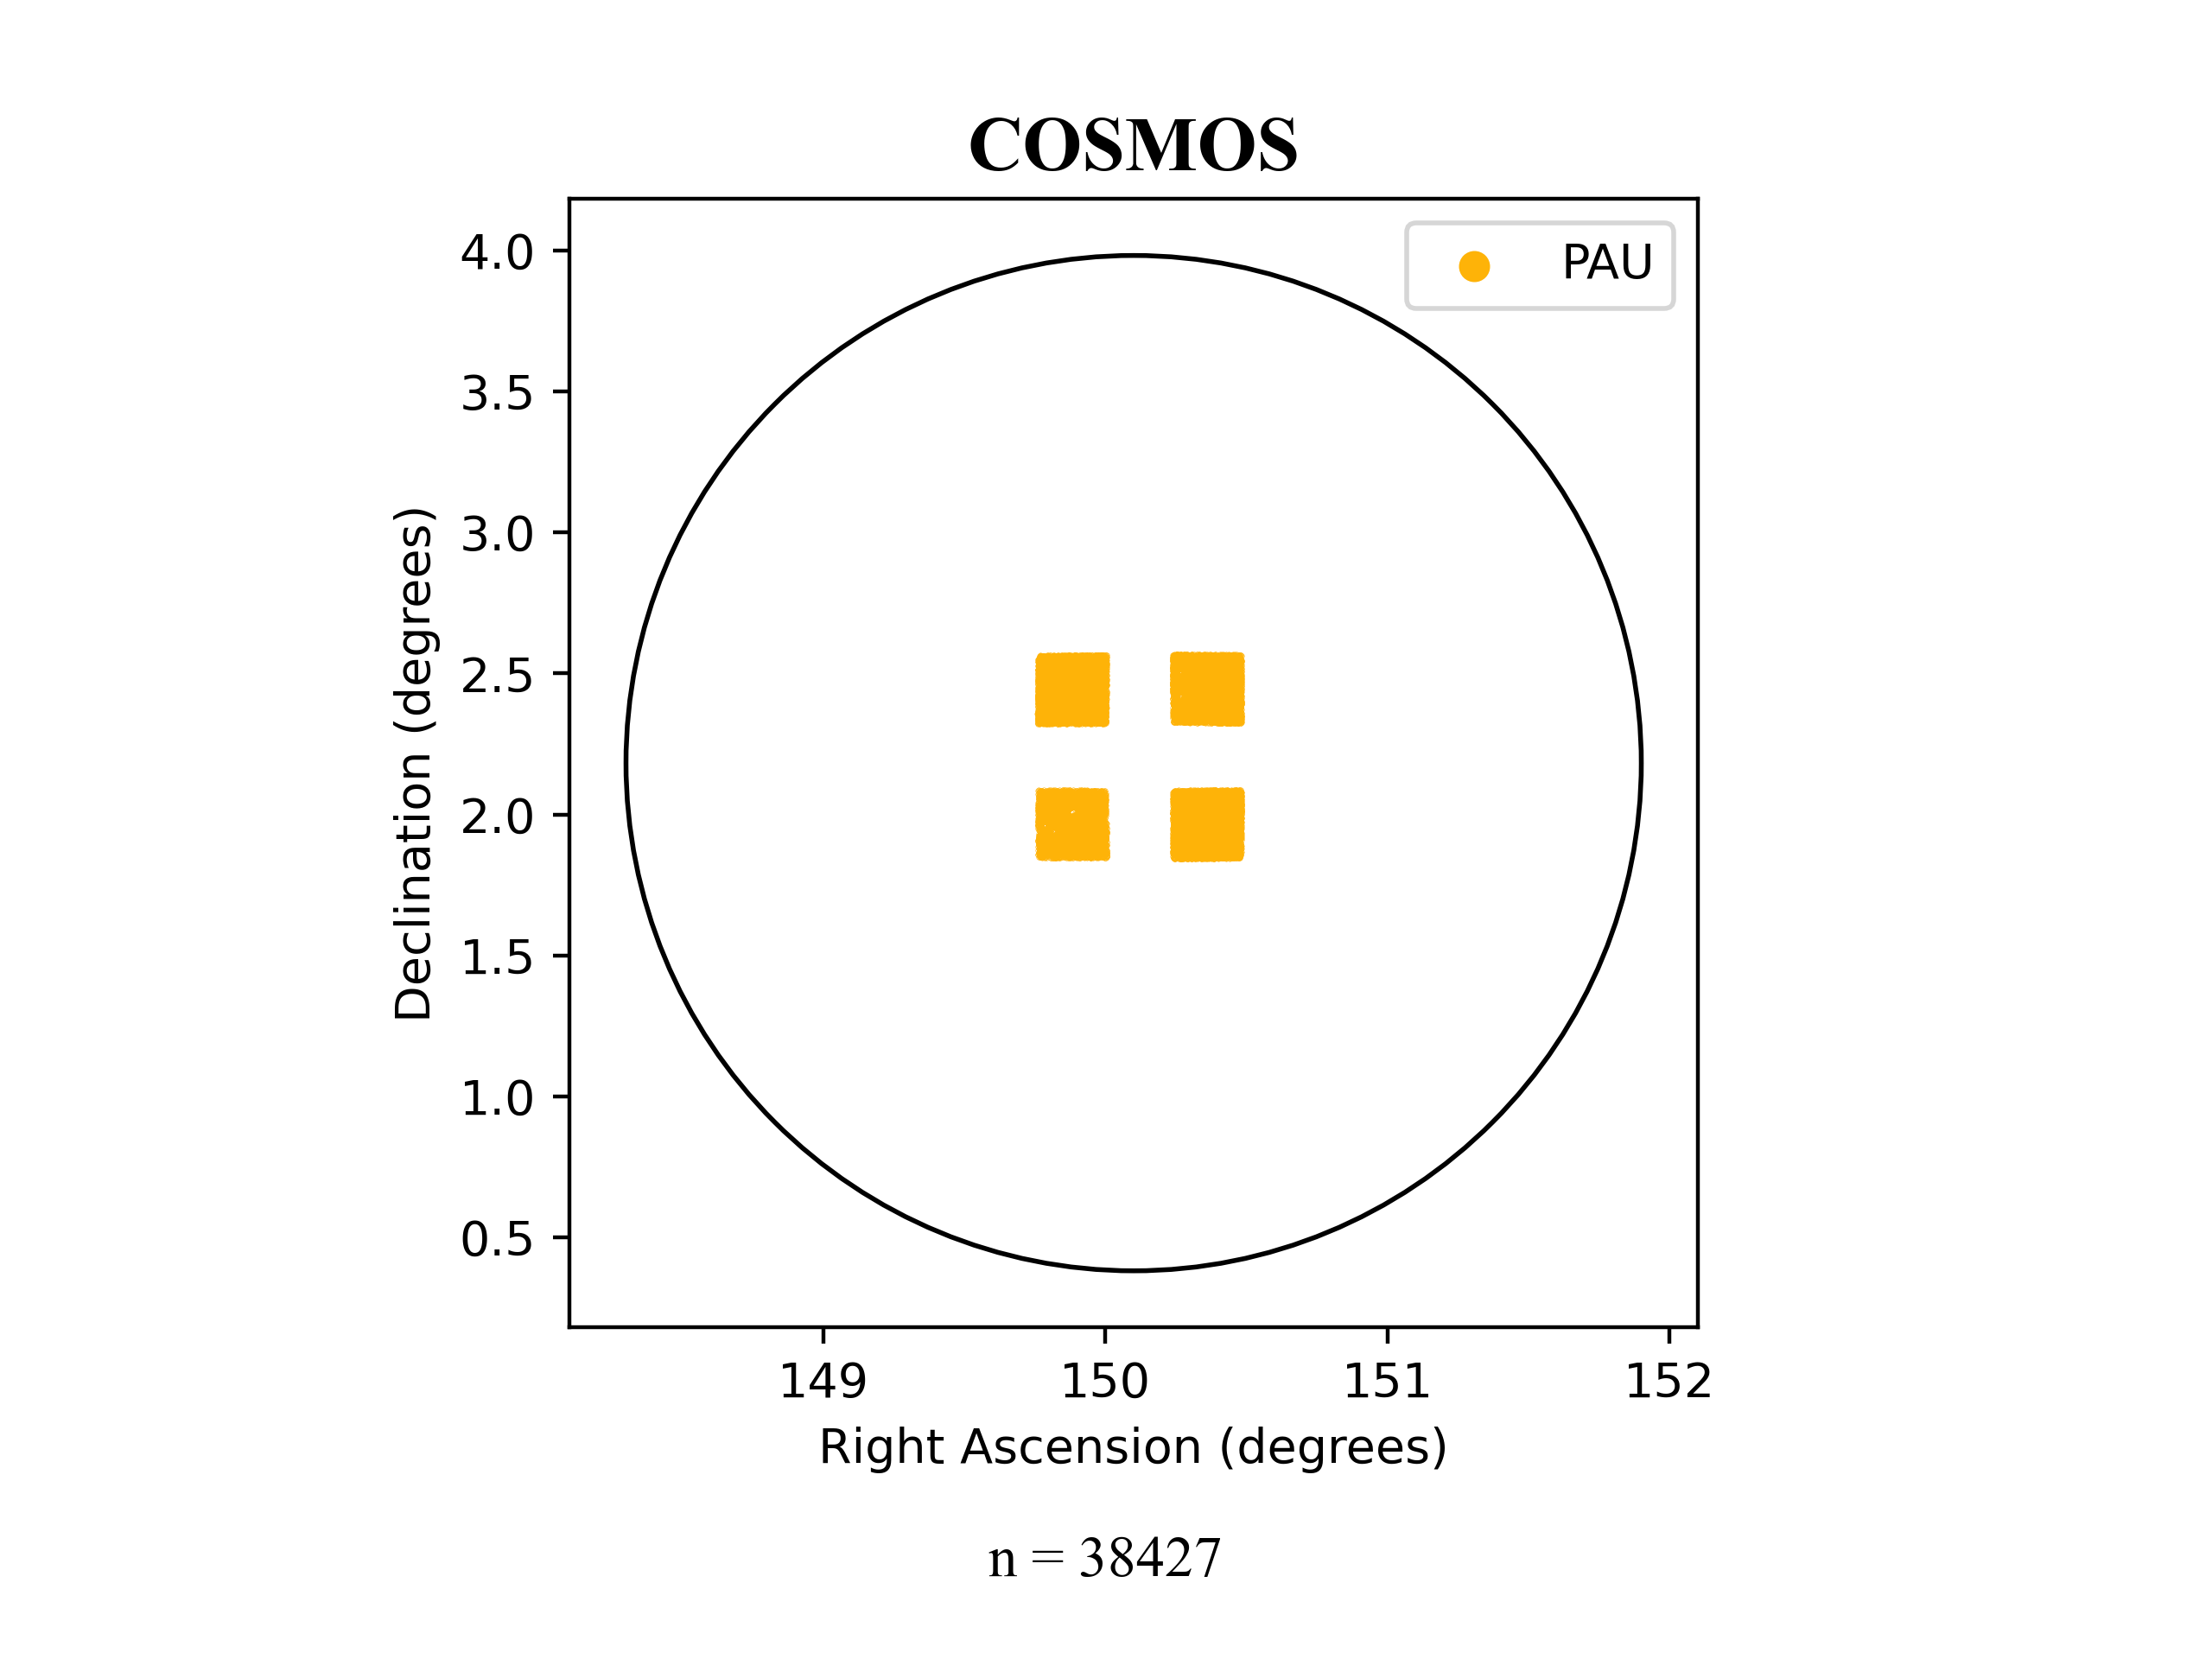 COSMOS
PAU
4.0
3.5
3.0
2.5
2.0
1.5
1.0
0.5
Declination (degrees)
149 150 151 152
Right Ascension (degrees)
n = 38427